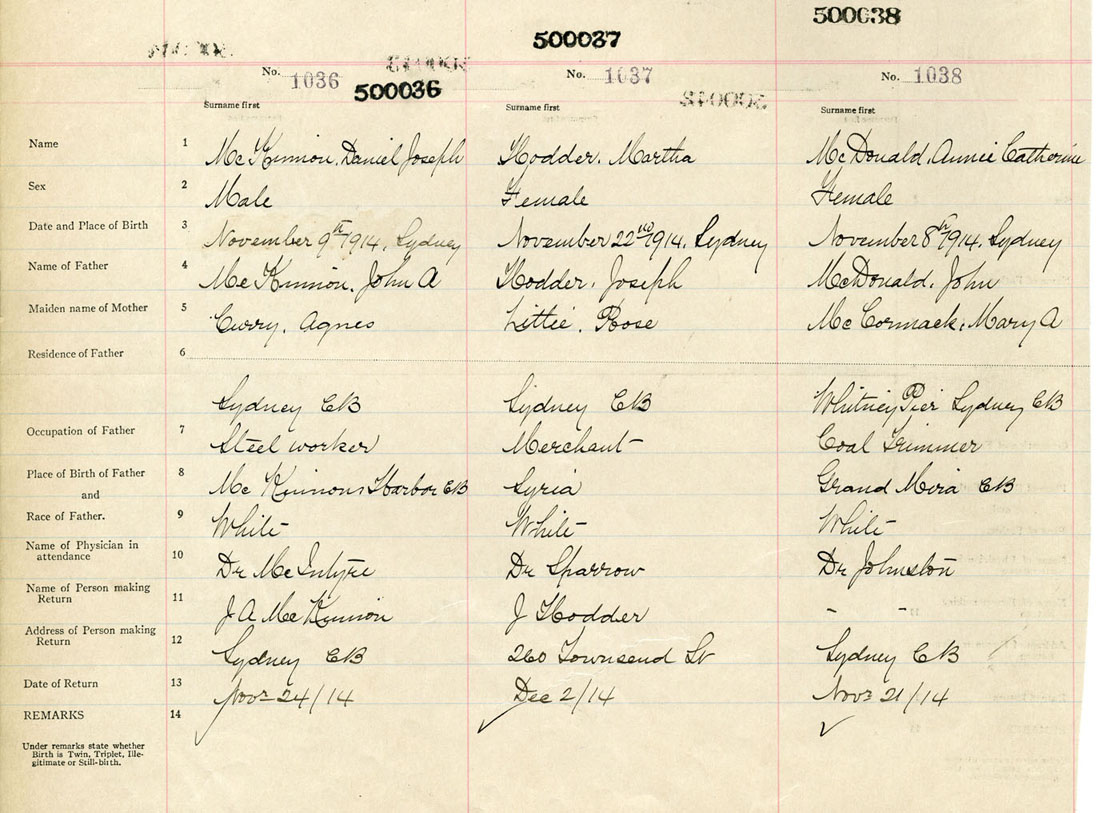 500038
500037
No. 1036
500036
No. 1037
No. 1038
Surname first
Surname first
Surname first
Name 1 McKinnon, Daniel Joseph Hodder, Martha McDonald, Annie Catherine
Sex 2 Male Female Female
Date and Place of Birth 3 November 9th 1914, Sydney November 22nd 1914, Sydney November 8th 1914, Sydney
Name of Father 4 McKinnon, John A Hodder, Joseph McDonald, John
Maiden name of Mother 5 Curry, Agnes Littie, Rose McCormack, Mary A
Residence of Father 6
Sydney CB Sydney CB Whitney Pier Sydney CB
Occupation of Father 7 Steel worker Merchant Coal Trimmer
Place of Birth of Father 8 McKinnons Harbor CB Syria Grand Mira CB
and
Race of Father. 9 White White White
Name of Physician in
attendance 10 Dr McIntyre Dr Sparrow Dr Johnston
Name of Person making
Return 11 J A McKinnon J Hodder - -
Address of Person making
Return 12 Sydney CB 260 Townsend St Sydney CB
Date of Return 13 Novr 24/14 Dec 2/14 Novr 21/14
REMARKS 14
Under remarks state whether
Birth is Twin, Triplet, Ille-
gitimate or Still-birth.